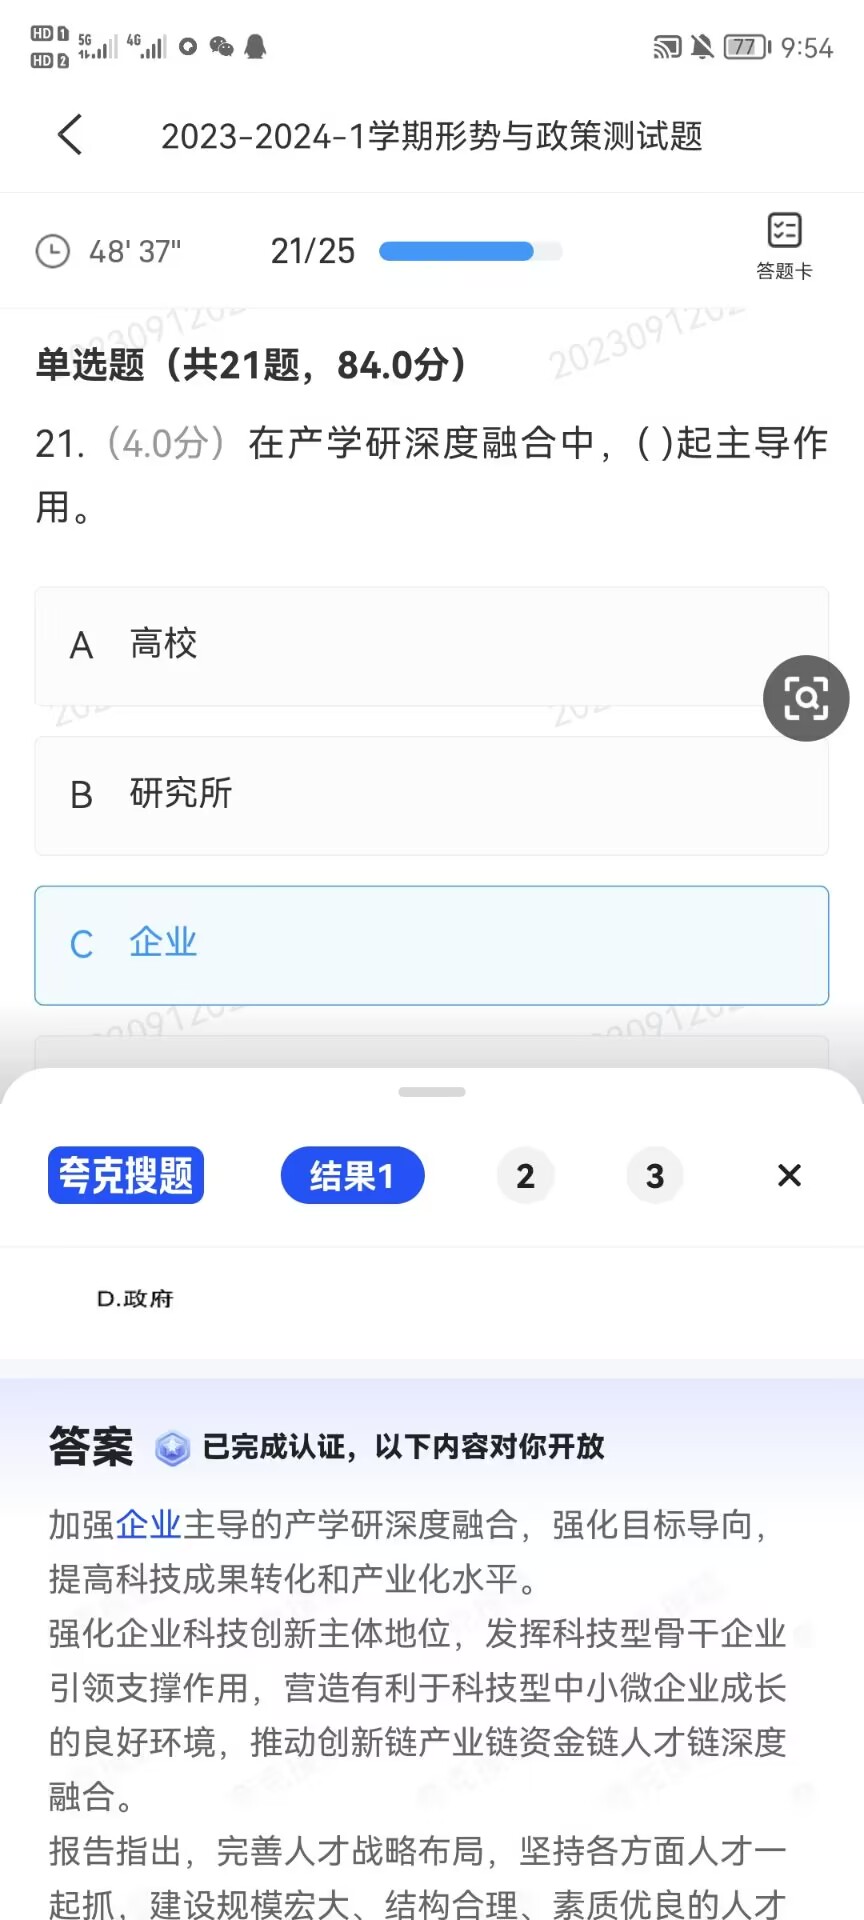 HD 1 5G 4G 77 9:54
HD 2
2023-2024-1学期形势与政策测试题
48' 37" 21/25
答题卡
单选题（共21题，84.0分）
21.（4.0分）在产学研深度融合中，( )起主导作
用。
A 高校
B 研究所
C 企业
夸克搜题 结果1 2 3
D.政府
答案 已完成认证，以下内容对你开放
加强企业主导的产学研深度融合，强化目标导向，
提高科技成果转化和产业化水平。
强化企业科技创新主体地位，发挥科技型骨干企业
引领支撑作用，营造有利于科技型中小微企业成长
的良好环境，推动创新链产业链资金链人才链深度
融合。
报告指出，完善人才战略布局，坚持各方面人才一
起抓，建设规模宏大、结构合理、素质优良的人才